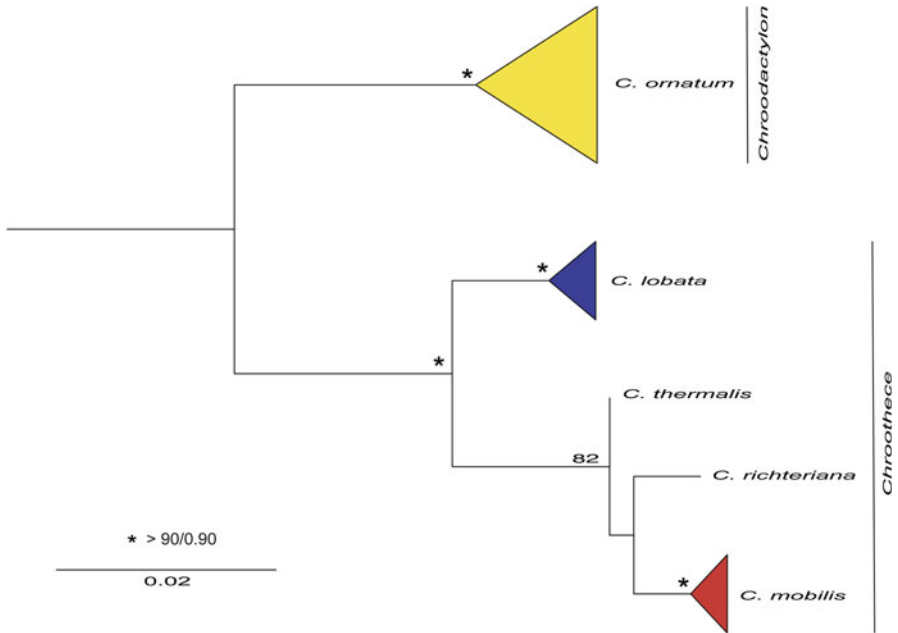 *
C. ornatum
Chroodactylon
*
C. lobata
*
C. thermalis
82
C. richteriana
Chroothece
* > 90/0.90
0.02
*
C. mobilis